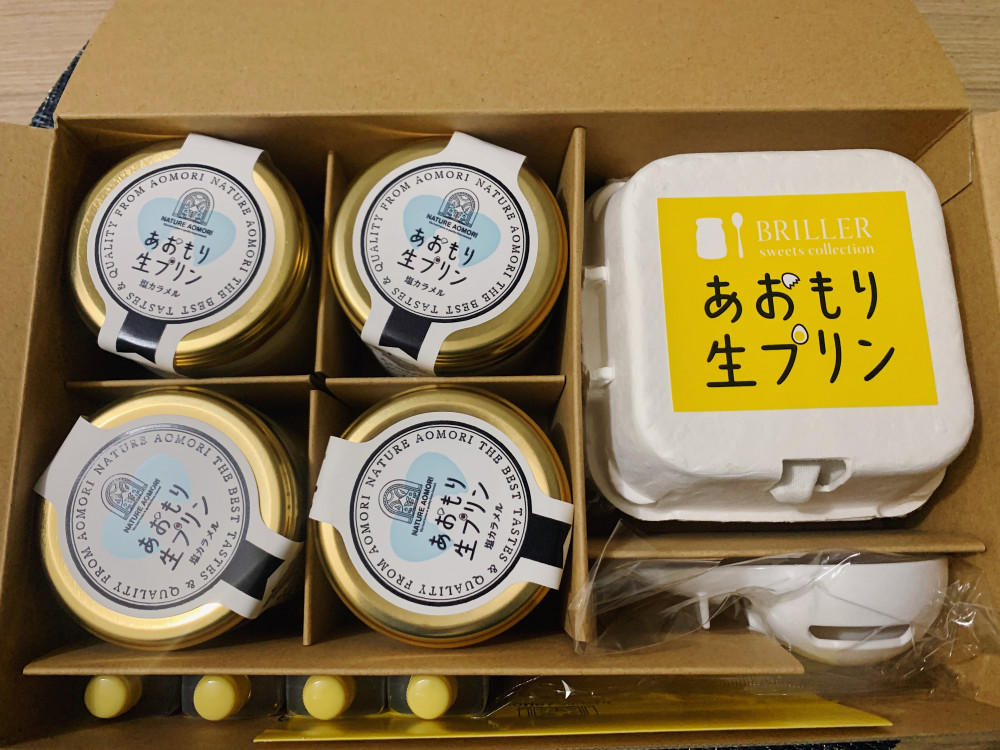 QUALITY FROM AOMORI NATURE AOMORI THE BEST TASTES &
NATURE AOMORI
あおもり
生プリン
塩カラメル
QUALITY FROM AOMORI NATURE AOMORI THE BEST TASTES &
NATURE AOMORI
あおもり
生プリン
塩カラメル
BRILLER
sweets collection
あおもり
生プリン
QUALITY FROM AOMORI NATURE AOMORI THE BEST TASTES &
NATURE AOMORI
あおもり
生プリン
塩カラメル
QUALITY FROM AOMORI NATURE AOMORI THE BEST TASTES &
NATURE AOMORI
あおもり
生プリン
塩カラメル